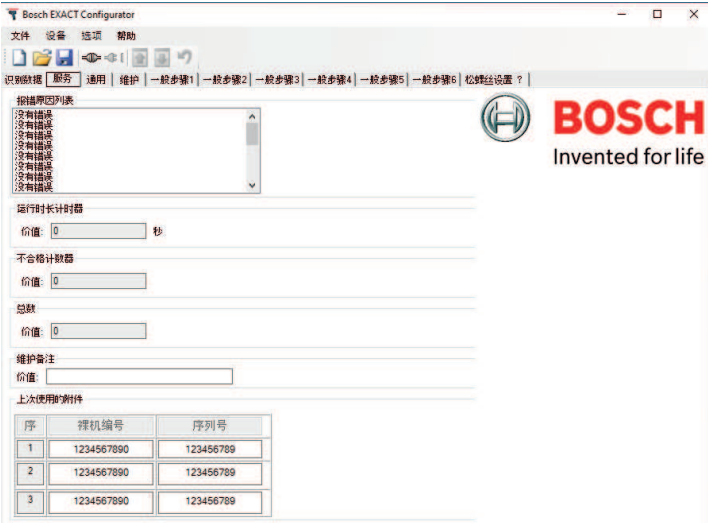 Bosch EXACT Configurator
文件 设备 选项 帮助
识别数据 服务 通用 维护 一般步骤1 一般步骤2 一般步骤3 一般步骤4 一般步骤5 一般步骤6 松螺丝设置 ?
报错原因列表
没有错误
没有错误
没有错误
没有错误
没有错误
没有错误
没有错误
没有错误
BOSCH
Invented for life
运行时长计时器
价值: 0 秒
不合格计数器
价值: 0
总数
价值: 0
维护备注
价值:
上次使用的附件
序 裸机编号 序列号
1 1234567890 123456789
2 1234567890 123456789
3 1234567890 123456789